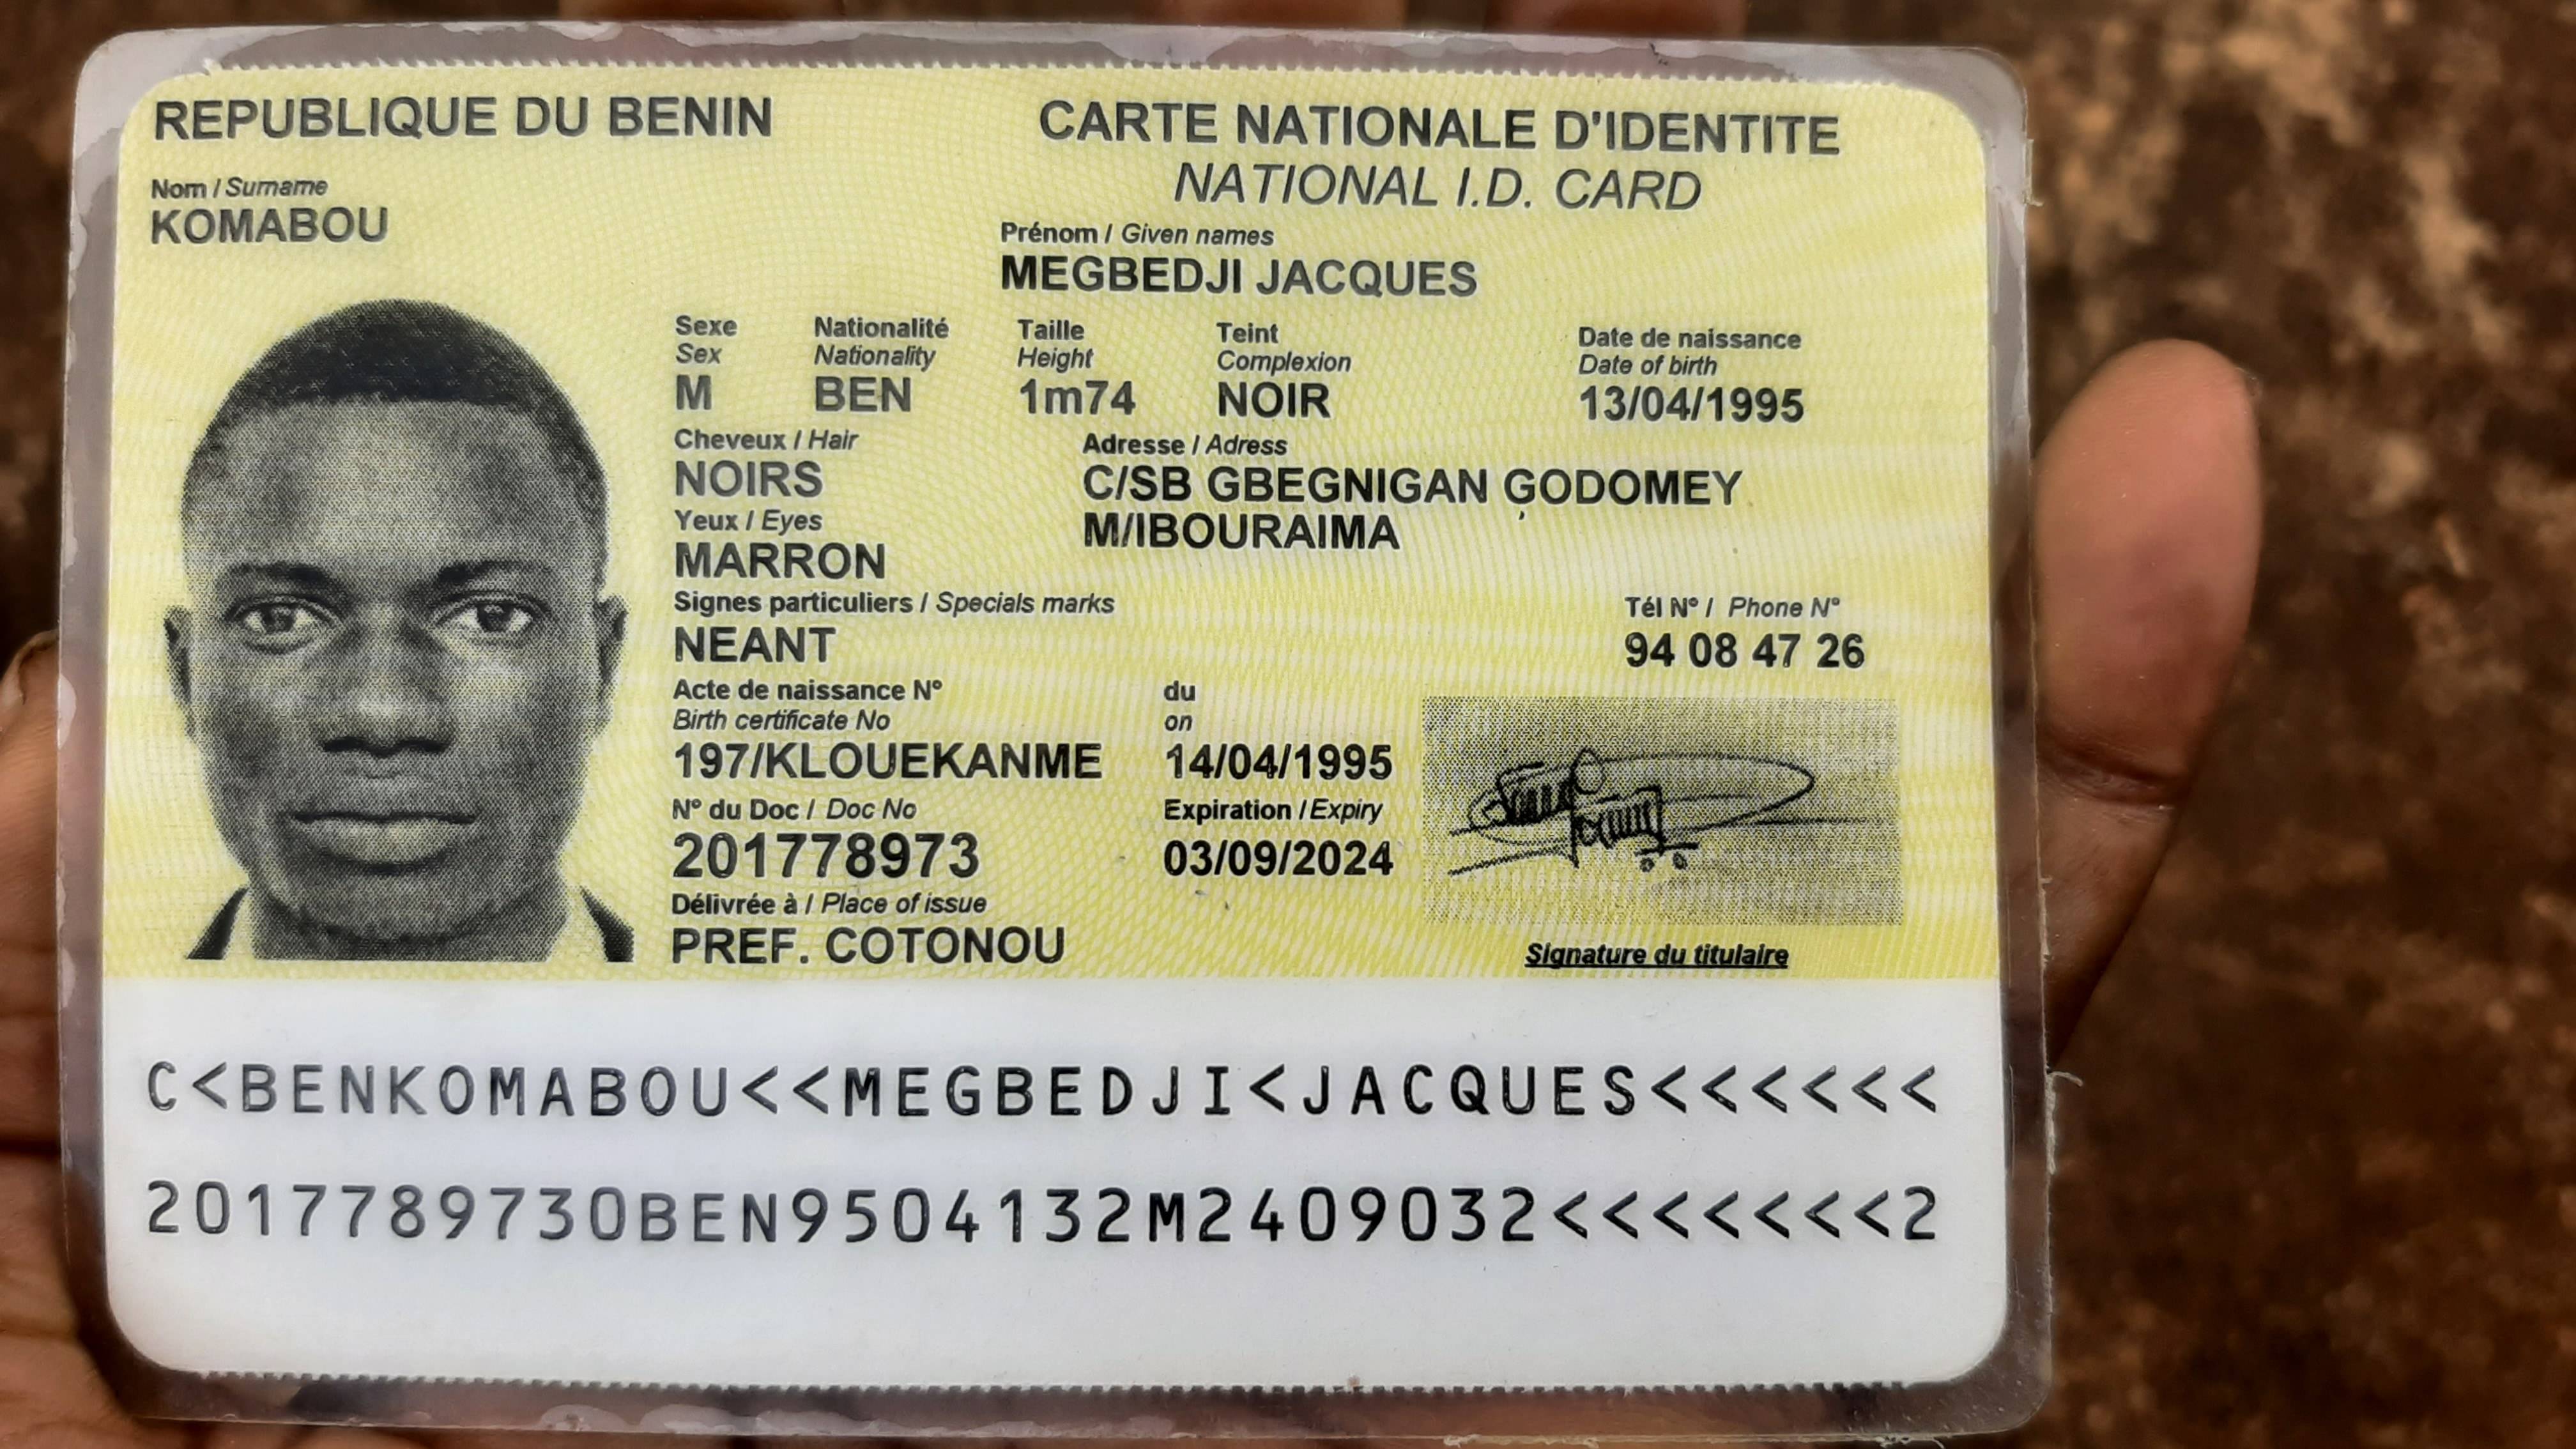 REPUBLIQUE DU BENIN
CARTE NATIONALE D'IDENTITE
NATIONAL I.D. CARD
Nom / Surname
KOMABOU
Prénom / Given names
MEGBEDJI JACQUES
Sexe Nationalité Taille Teint Date de naissance
Sex Nationality Height Complexion Date of birth
M BEN 1m74 NOIR 13/04/1995
Cheveux / Hair Adresse / Adress
NOIRS C/SB GBEGNIGAN GODOMEY
Yeux / Eyes M/IBOURAIMA
MARRON
Signes particuliers / Specials marks Tél N° / Phone N°
NEANT 94 08 47 26
Acte de naissance N° du
Birth certificate No on
197/KLOUEKANME 14/04/1995
N° du Doc / Doc No Expiration / Expiry
201778973 03/09/2024
Délivrée à / Place of issue
PREF. COTONOU
Signature du titulaire
C<BENKOMABOU<<MEGBEDJI<JACQUES<<<<<<
2017789730BEN9504132M2409032<<<<<<<2